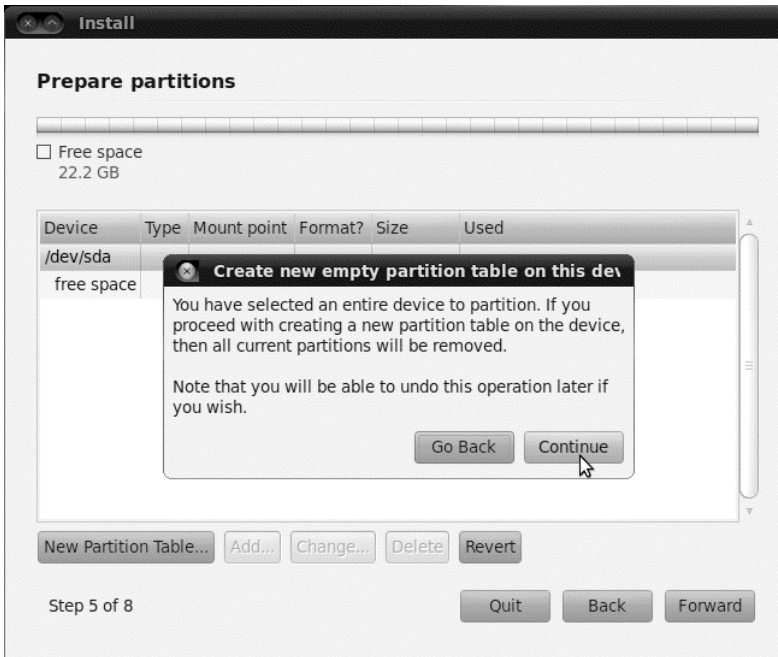 Install
Prepare partitions
Free space
22.2 GB
Device Type Mount point Format? Size Used
/dev/sda
free space
Create new empty partition table on this dev
You have selected an entire device to partition. If you
proceed with creating a new partition table on the device,
then all current partitions will be removed.
Note that you will be able to undo this operation later if
you wish.
Go Back Continue
New Partition Table... Add... Change... Delete Revert
Step 5 of 8 Quit Back Forward